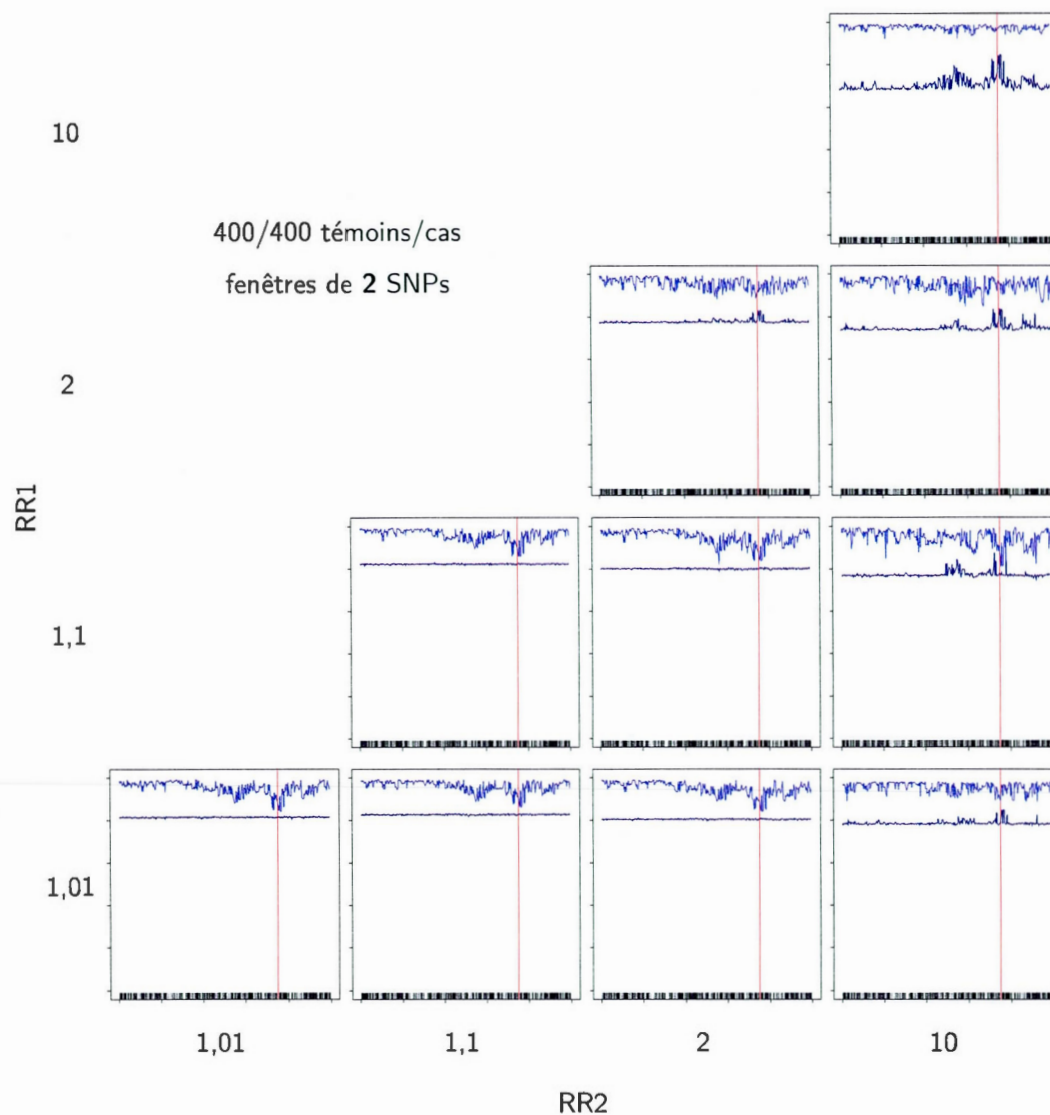 10
400/400 témoins/cas
fenêtres de 2 SNPs
2
RR1
1,1
1,01
1,01 1,1 2 10
RR2